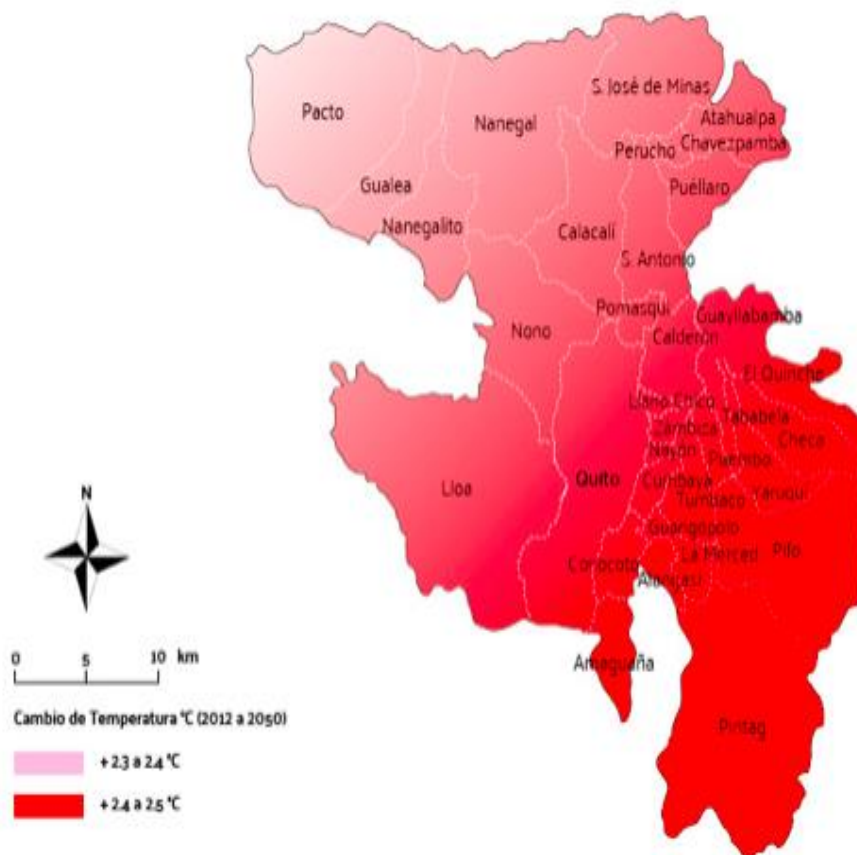 S. José de Minas
Pacto
Nanegal
Atahualpa
Chavezpamba
Perucho
Gualea
Puéllaro
Nanegalito
Calacalí
S. Antonio
Pomasqui
Guayllabamba
Nono
Calderón
El Quinche
Llano Chico
Tababela
Zámbiza
Checa
Nayón
Puembo
Lloa
Quito
Cumbayá
Yaruquí
Tumbaco
Guangopolo
La Merced
Pifo
Conocoto
Alangasí
Amaguaña
Pintag
N
0 5 10 km
Cambio de Temperatura °C (2012 a 2050)
+ 2.3 a 2.4 °C
+ 2.4 a 2.5 °C